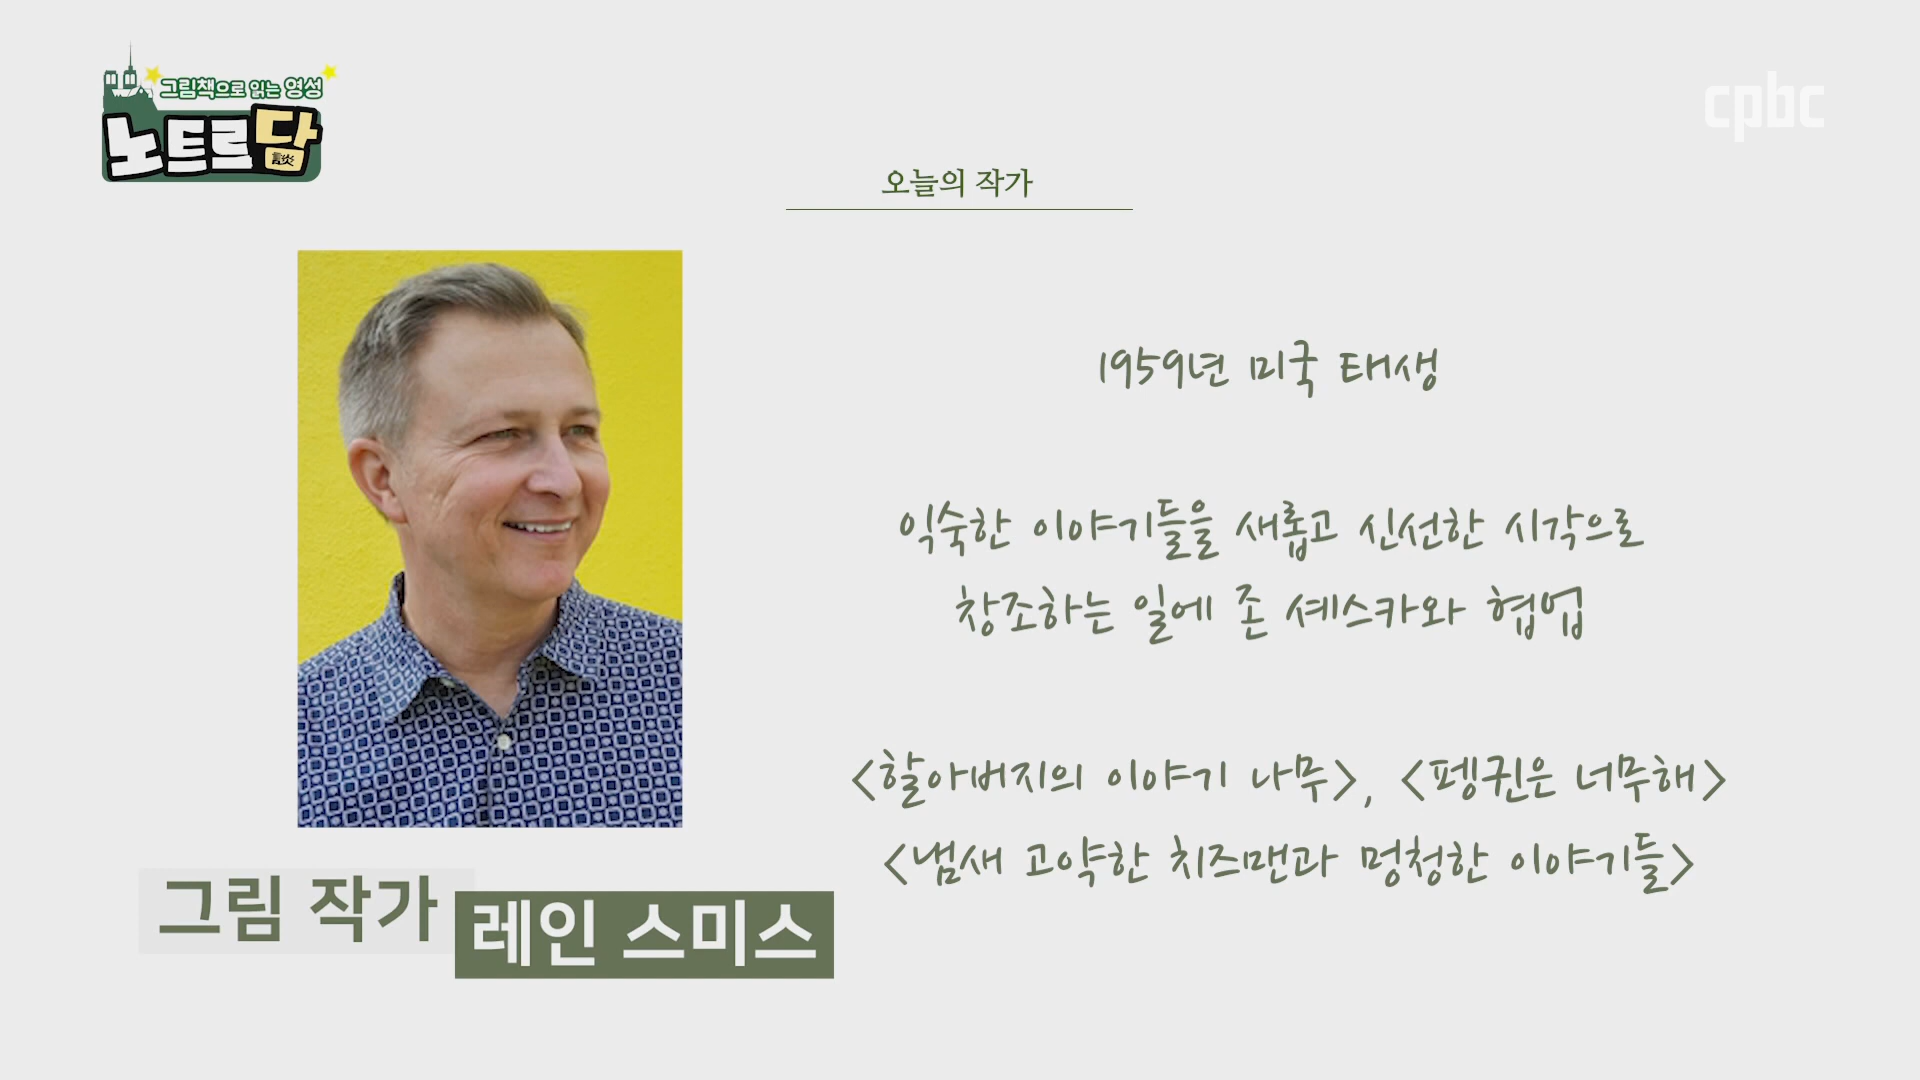 그림책으로 읽는 영성
노트르담
談
cpbc
오늘의 작가
1959년 미국 태생
익숙한 이야기들을 새롭고 신선한 시각으로
창조하는 일에 존 셰스카와 협업
<할아버지의 이야기 나무>, <펭귄은 너무해>
<냄새 고약한 치즈맨과 멍청한 이야기들>
그림 작가
레인 스미스